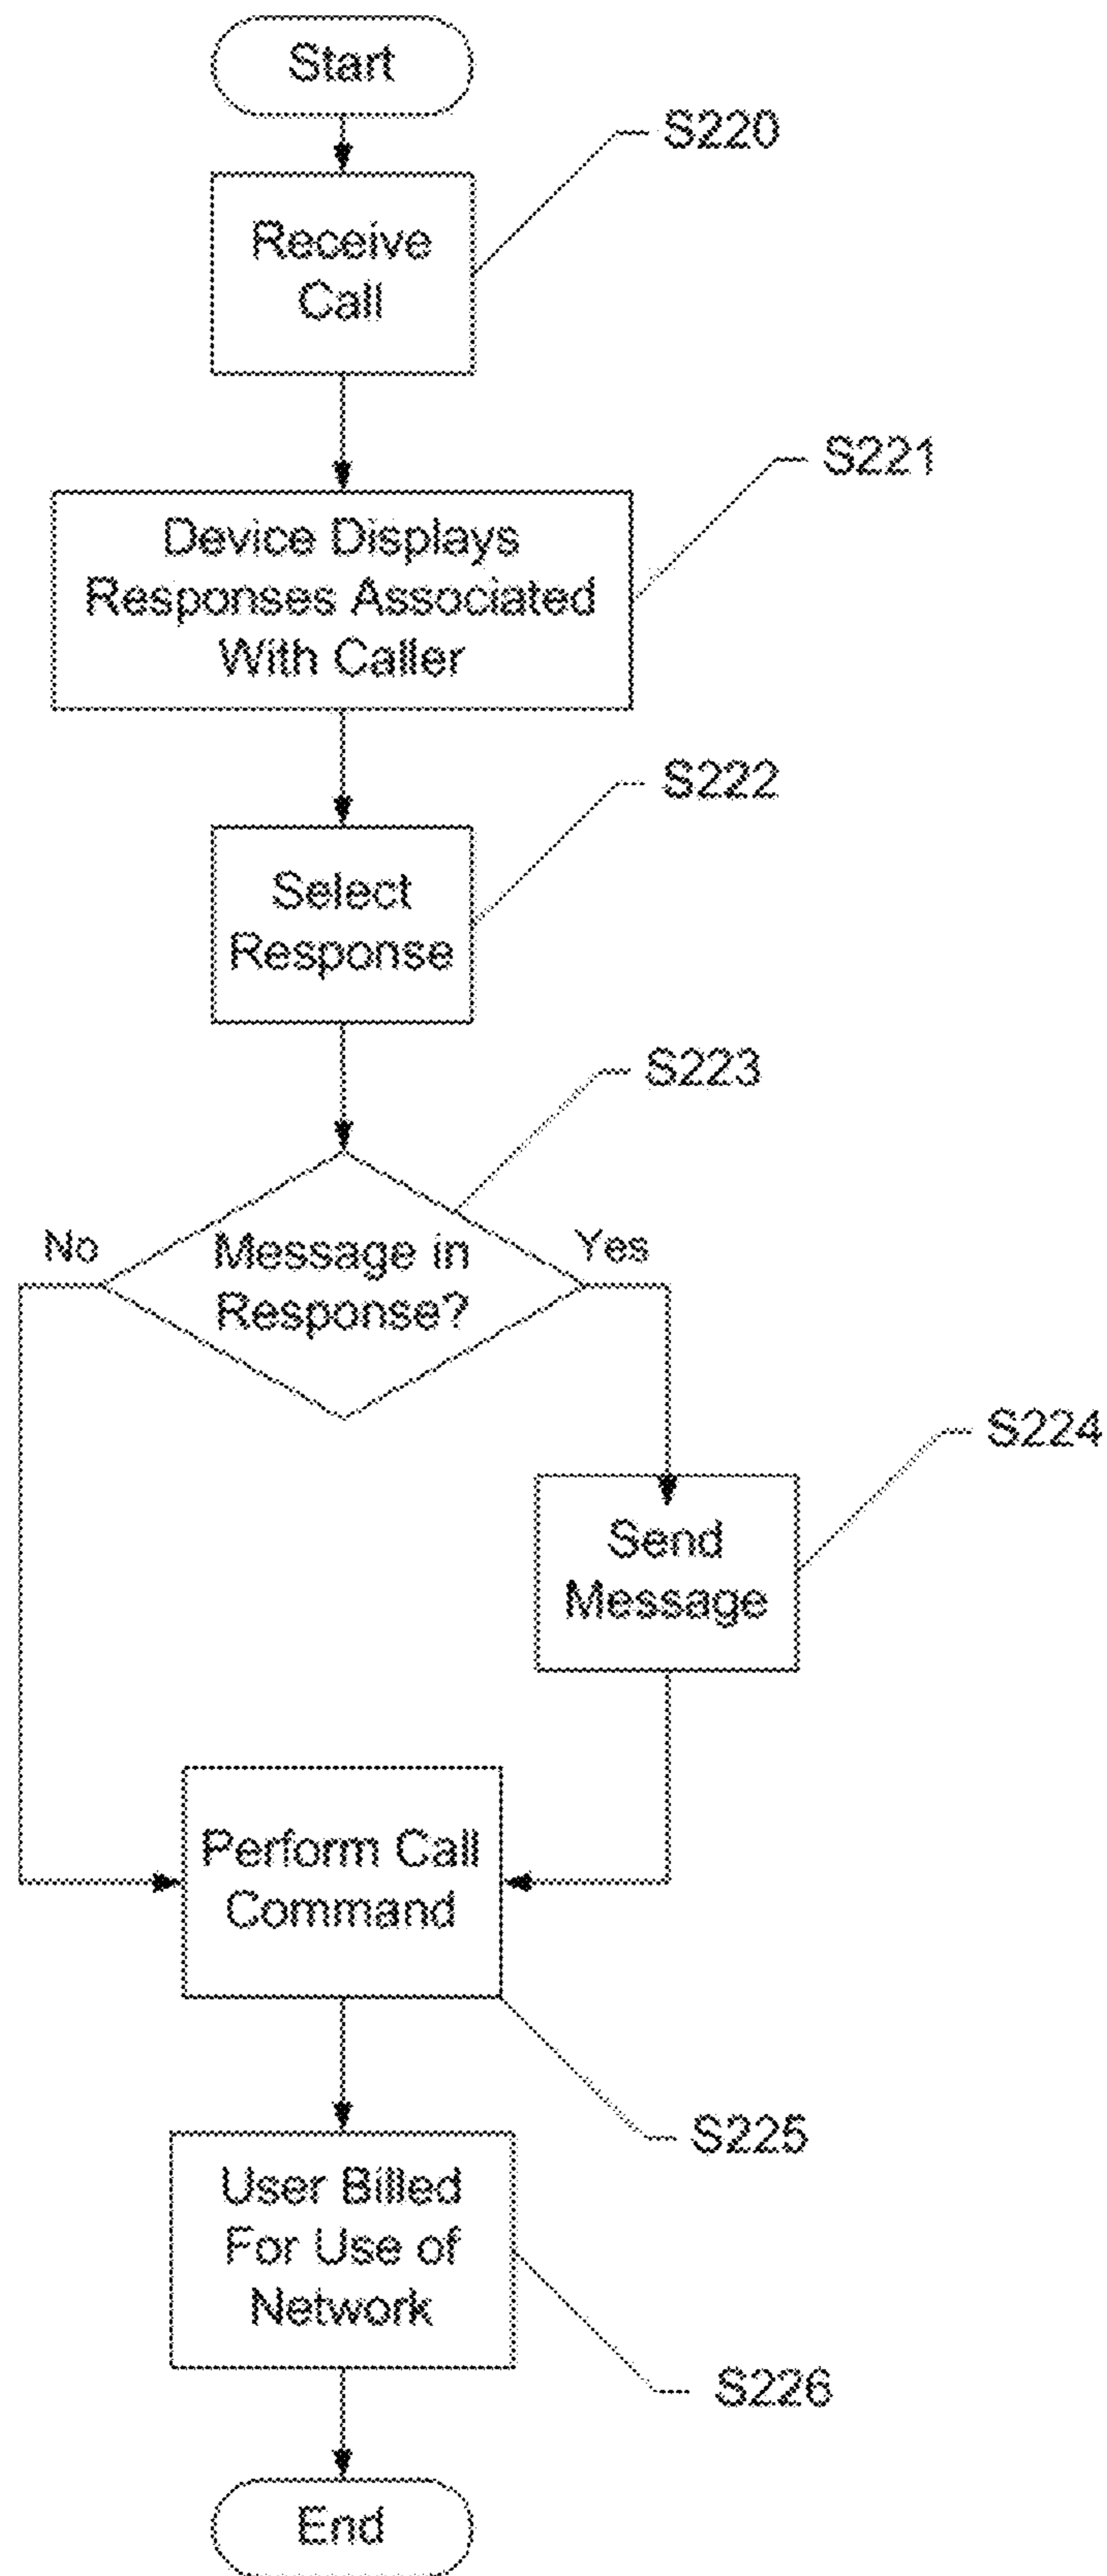 Start
S220
Receive
Call
S221
Device Displays
Responses Associated
With Caller
S222
Select
Response
S223
No
Message in
Response?
Yes
S224
Send
Message
Perform Call
Command
S225
User Billed
For Use of
Network
S226
End